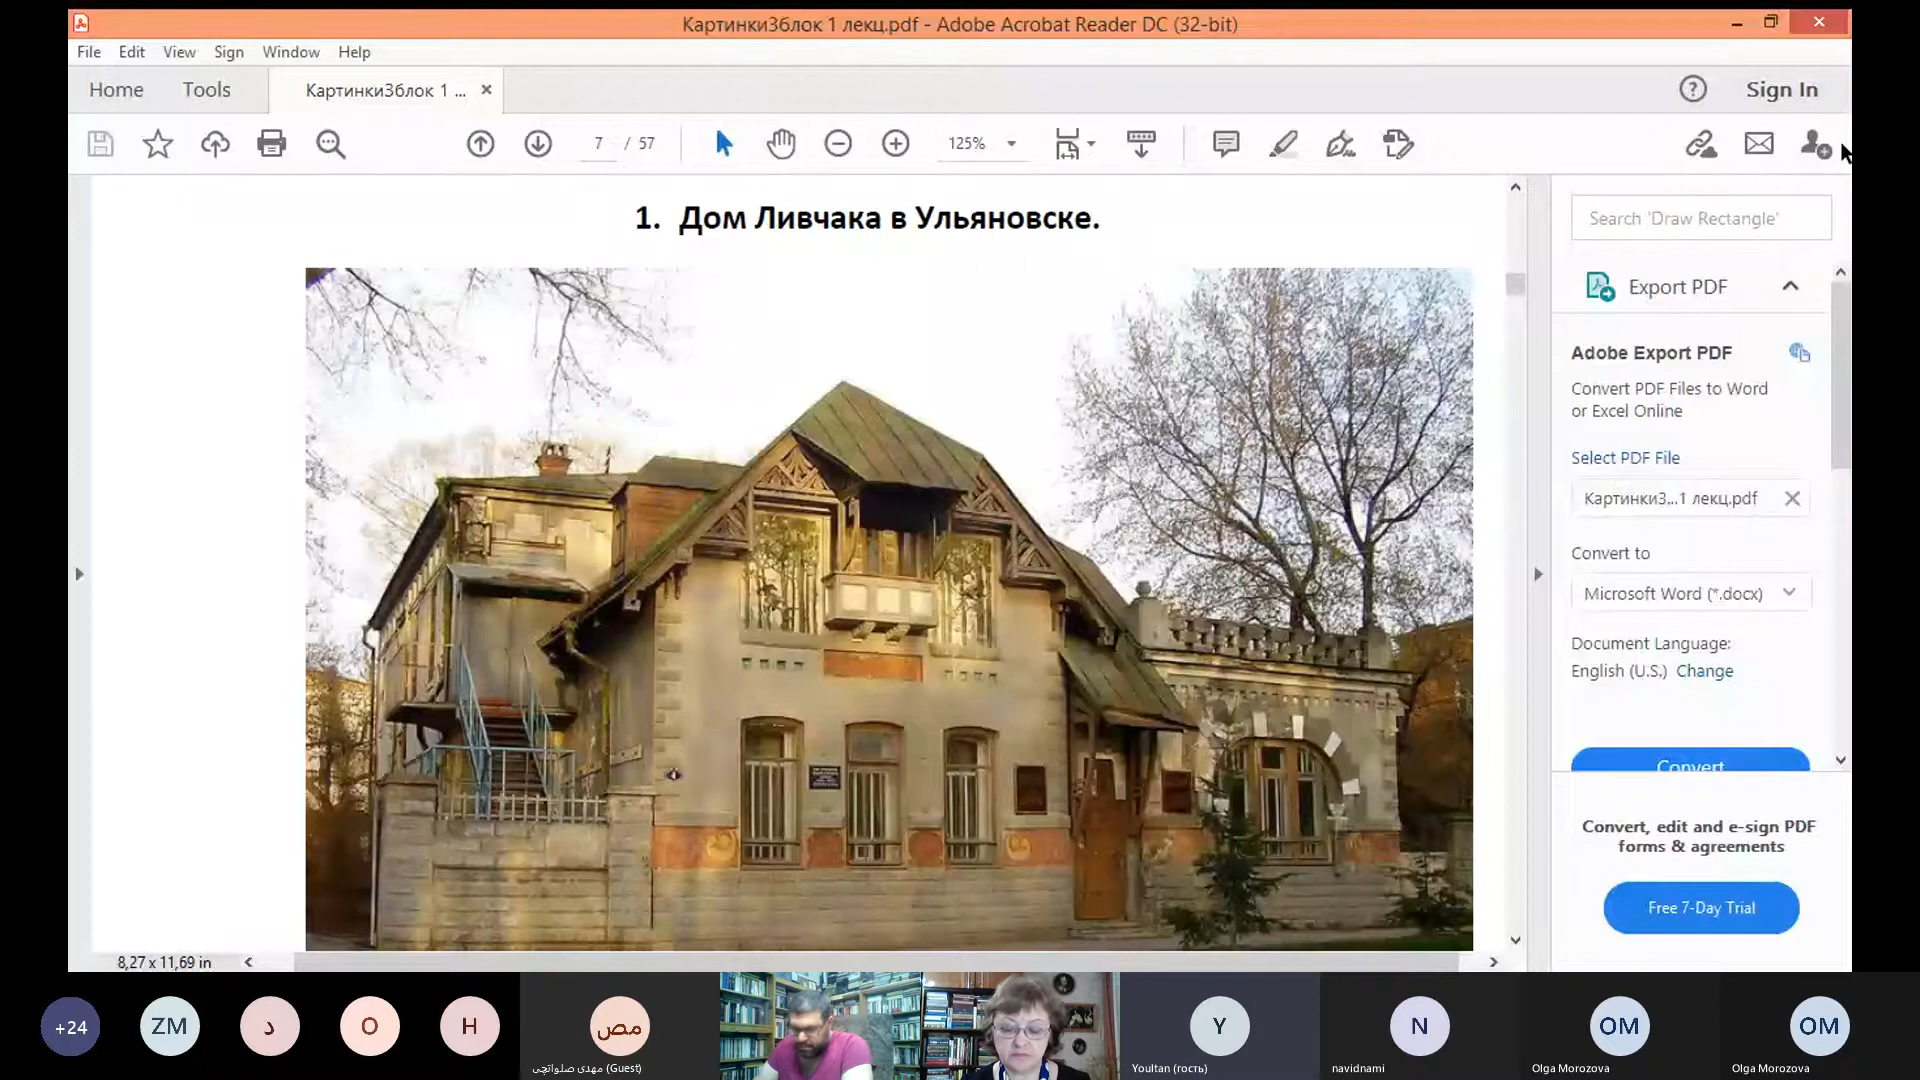 Картинки3блок 1 лекц.pdf - Adobe Acrobat Reader DC (32-bit)
File Edit View Sign Window Help
Home Tools Картинки3блок 1 ... Sign In
7 / 57 125%
1. Дом Ливчака в Ульяновске.
Search 'Draw Rectangle'
Export PDF
Adobe Export PDF
Convert PDF Files to Word
or Excel Online
Select PDF File
Картинки3...1 лекц.pdf
Convert to
Microsoft Word (*.docx)
Document Language:
English (U.S.) Change
Convert
Convert, edit and e-sign PDF
forms & agreements
Free 7-Day Trial
8,27 x 11,69 in
+24 ZM د O H مص Y N OM OM
مهدی صلواتچی (Guest) Youltan (гость) navidnami Olga Morozova Olga Morozova